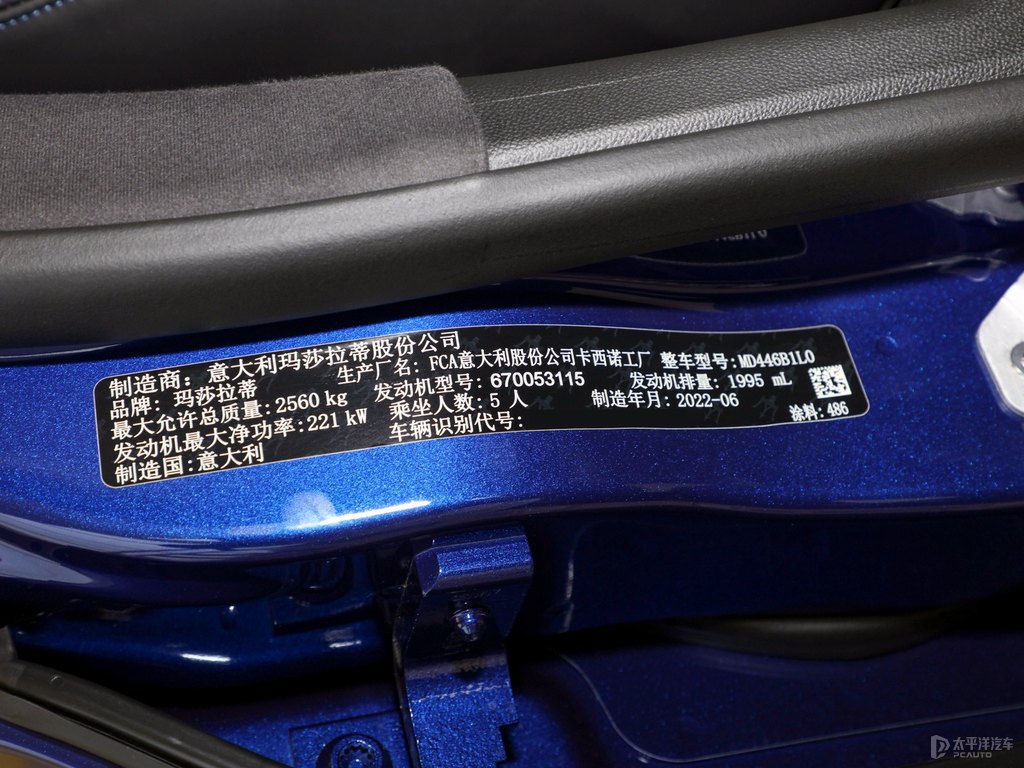 制造商: 意大利玛莎拉蒂股份公司
品牌: 玛莎拉蒂 生产厂名: FCA意大利股份公司卡西诺工厂 整车型号: MD446B1L0
最大允许总质量: 2560 kg 发动机型号: 670053115 发动机排量: 1995 mL
发动机最大净功率: 221 kW 乘坐人数: 5 人 制造年月: 2022-06
制造国: 意大利 车辆识别代号: 涂料: 486
太平洋汽车
PCAUTO